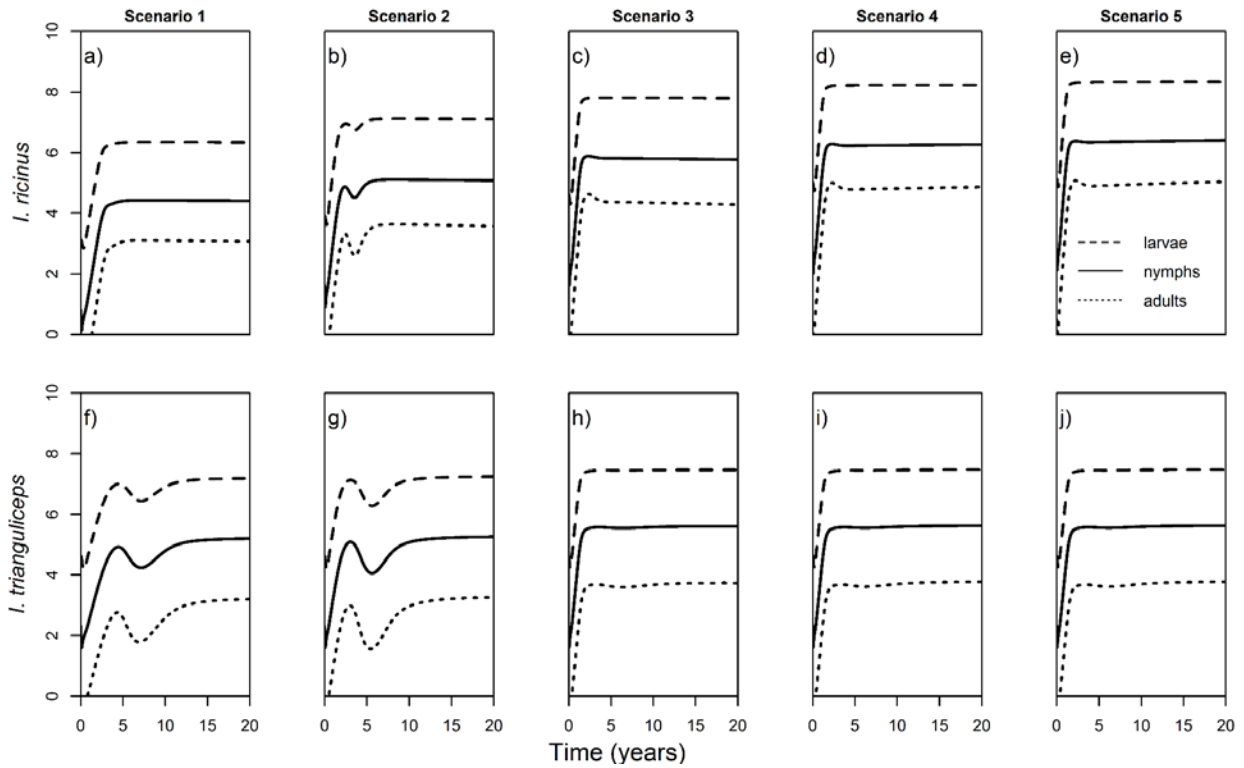 Scenario 1 Scenario 2 Scenario 3 Scenario 4 Scenario 5
a) b) c) d) e)
I. ricinus
0 2 4 6 8 10
larvae
nymphs
adults
f) g) h) i) j)
I. trianguliceps
0 2 4 6 8 10
0 5 10 15 20 0 5 10 15 20 0 5 10 15 20 0 5 10 15 20 0 5 10 15 20
Time (years)